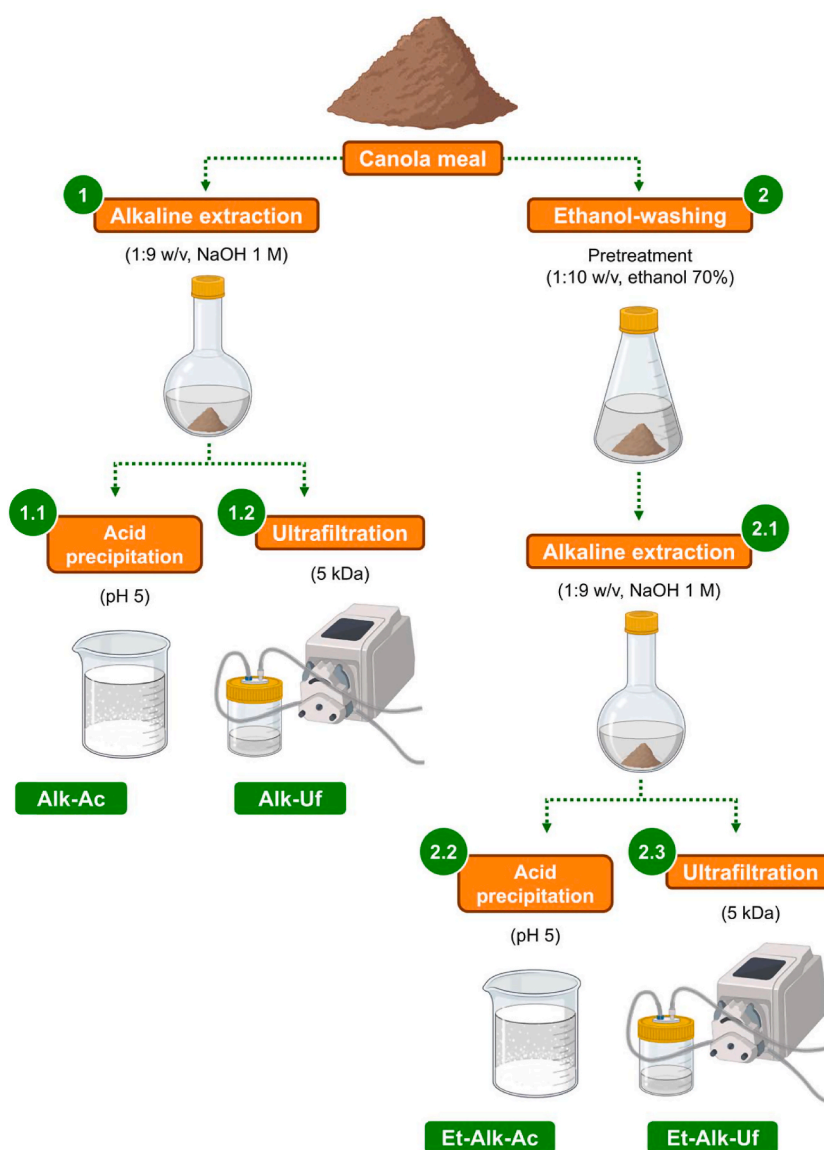 Canola meal
1
Alkaline extraction
(1:9 w/v, NaOH 1 M)
2
Ethanol-washing
Pretreatment
(1:10 w/v, ethanol 70%)
1.1
Acid
precipitation
(pH 5)
1.2
Ultrafiltration
(5 kDa)
Alk-Ac
Alk-Uf
2.1
Alkaline extraction
(1:9 w/v, NaOH 1 M)
2.2
Acid
precipitation
(pH 5)
2.3
Ultrafiltration
(5 kDa)
Et-Alk-Ac
Et-Alk-Uf